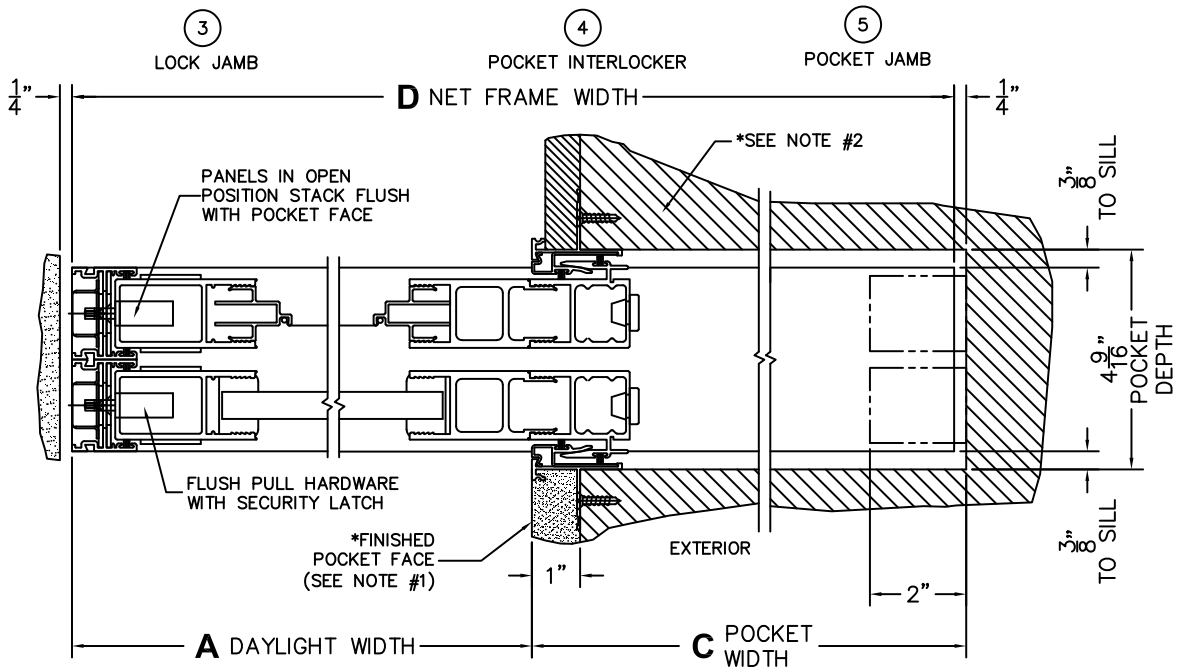 3
LOCK JAMB
4
POCKET INTERLOCKER
5
POCKET JAMB
1/4"
D NET FRAME WIDTH
1/4"
*SEE NOTE #2
PANELS IN OPEN
POSITION STACK FLUSH
WITH POCKET FACE
3/8"
TO SILL
4 9/16"
POCKET
DEPTH
FLUSH PULL HARDWARE
WITH SECURITY LATCH
*FINISHED
POCKET FACE
(SEE NOTE #1)
1"
EXTERIOR
3/8"
TO SILL
2"
A DAYLIGHT WIDTH
C POCKET
WIDTH